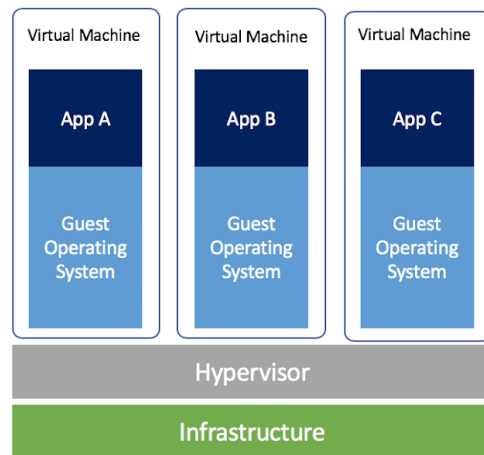 Virtual Machine
Virtual Machine
Virtual Machine
App A
App B
App C
Guest
Operating
System
Guest
Operating
System
Guest
Operating
System
Hypervisor
Infrastructure